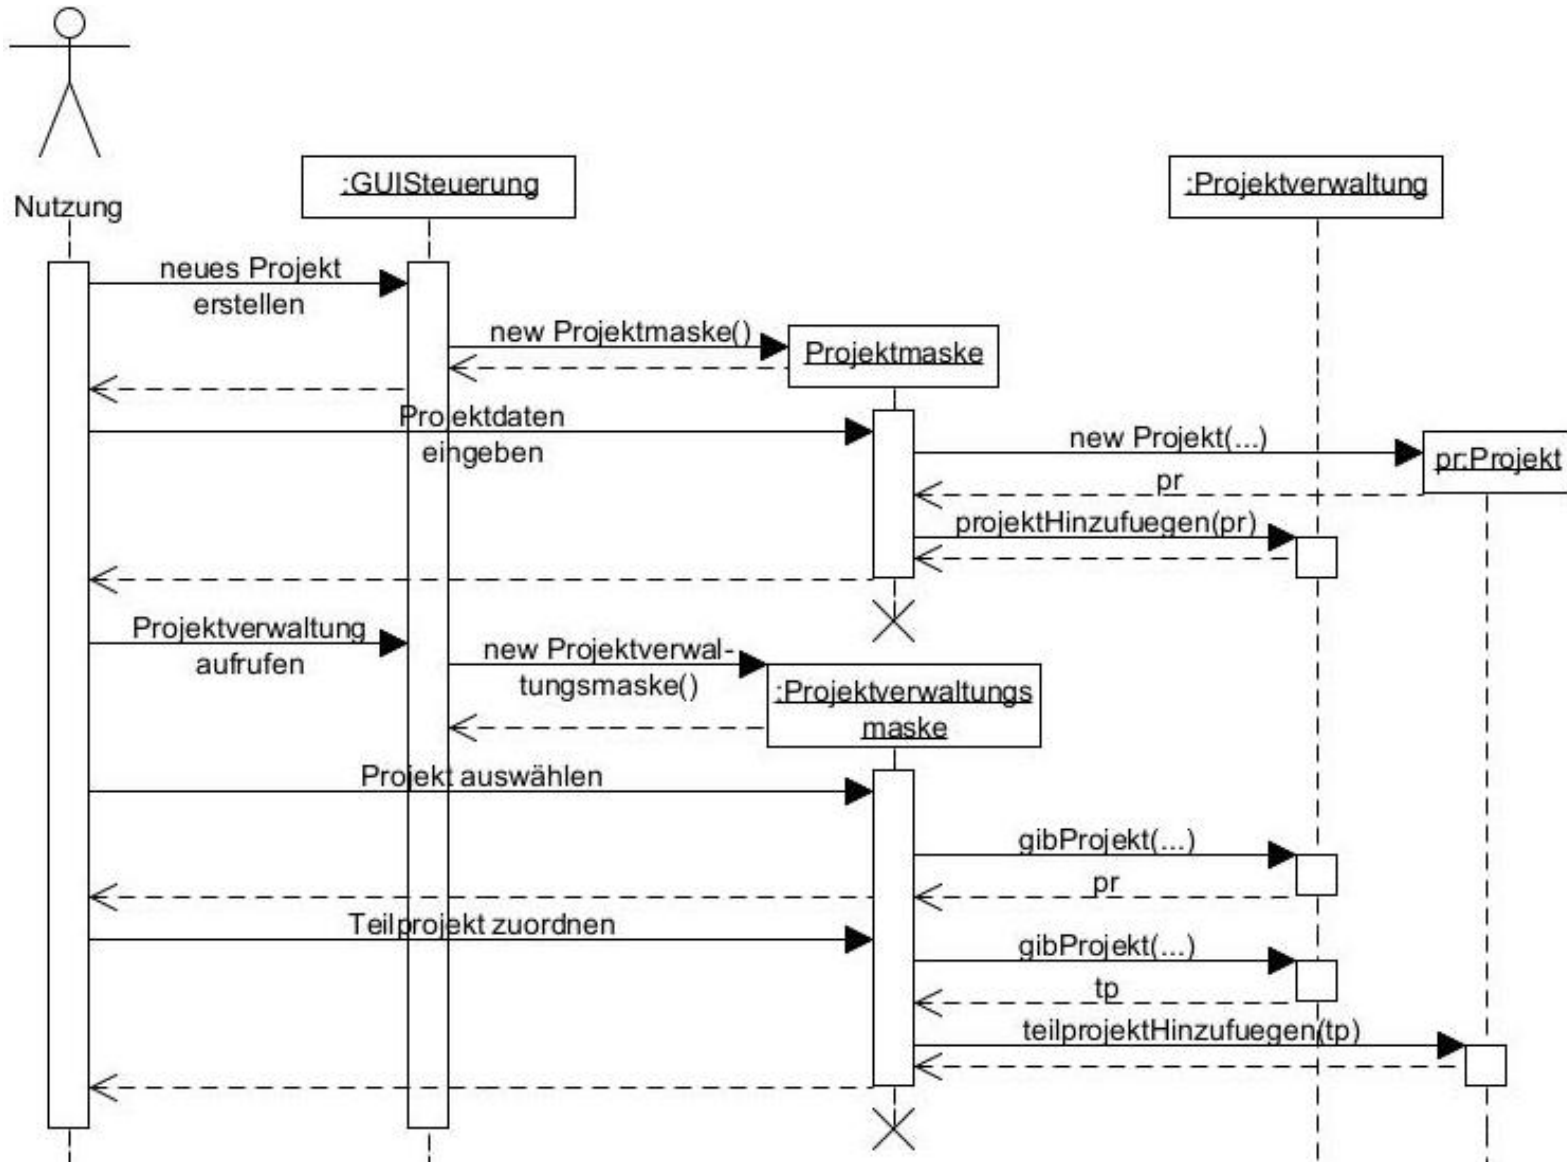 :GUISteuerung
:Projektverwaltung
Nutzung
neues Projekt
erstellen
new Projektmaske()
Projektmaske
Projektdaten
eingeben
new Projekt(...)
pr:Projekt
pr
projektHinzufuegen(pr)
Projektverwaltung
aufrufen
new Projektverwal-
tungsmaske()
:Projektverwaltungs
maske
Projekt auswählen
gibProjekt(...)
pr
Teilprojekt zuordnen
gibProjekt(...)
tp
teilprojektHinzufuegen(tp)